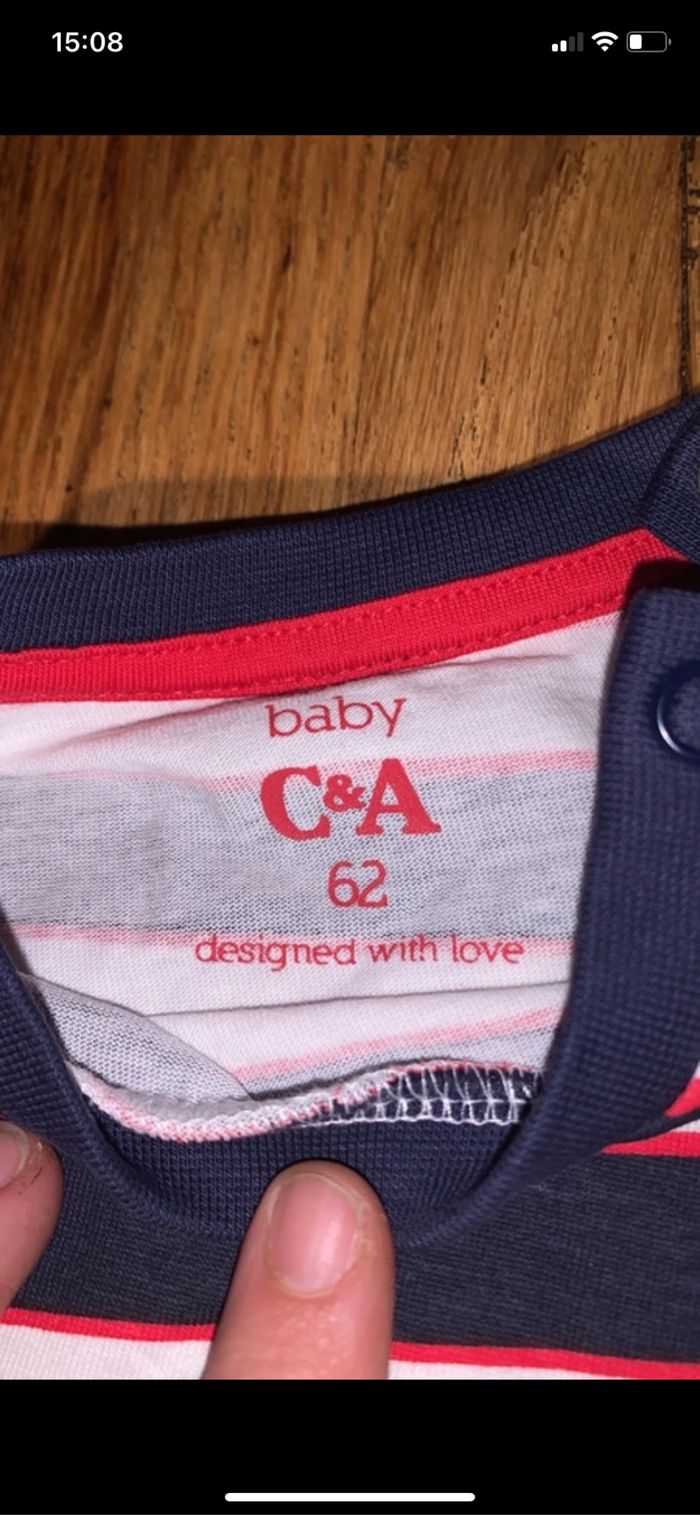 15:08
baby
C&A
62
designed with love